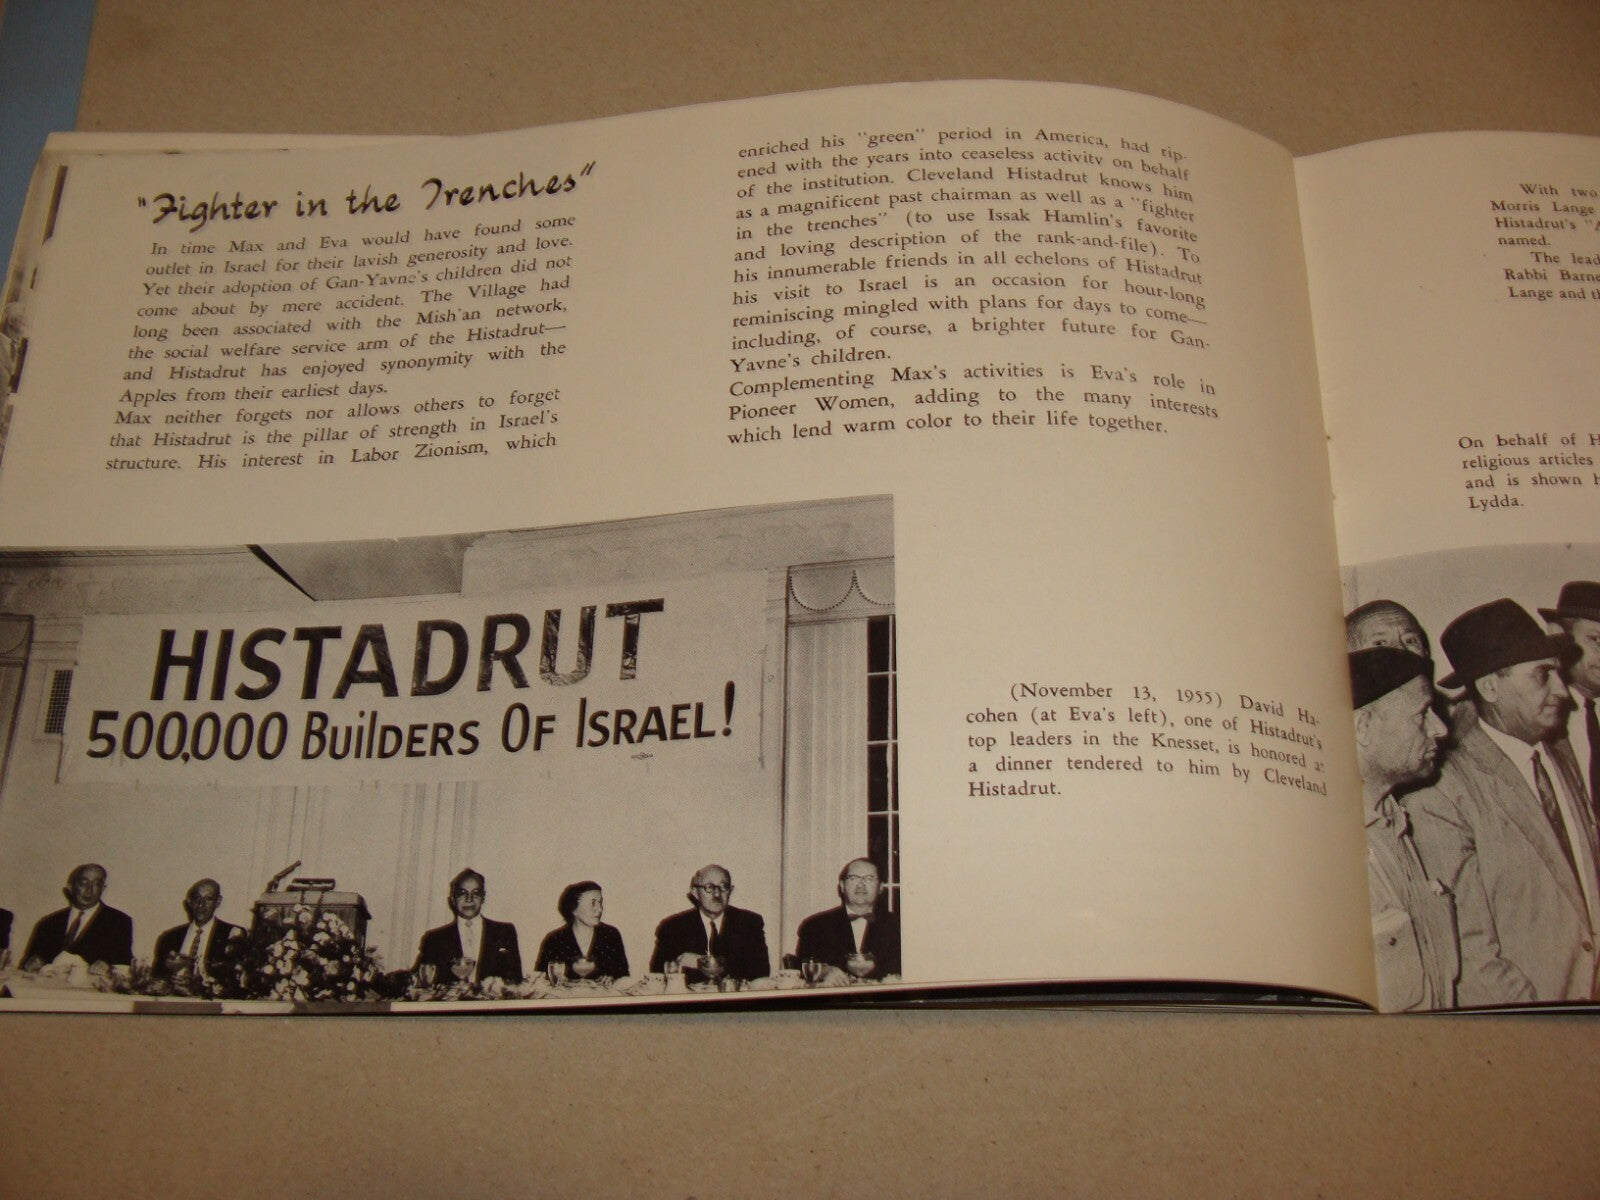 "Fighter in the Trenches"
In time Max and Eva would have found some
outlet in Israel for their lavish generosity and love.
Yet their adoption of Gan-Yavne's children did not
come about by mere accident. The Village had
long been associated with the Mish'an network,
the social welfare service arm of the Histadrut—
and Histadrut has enjoyed synonymity with the
Apples from their earliest days.
Max neither forgets nor allows others to forget
that Histadrut is the pillar of strength in Israel's
structure. His interest in Labor Zionism, which
enriched his "green" period in America, had rip-
ened with the years into ceaseless activity on behalf
of the institution. Cleveland Histadrut knows him
as a magnificent past chairman as well as a "fighter
in the trenches" (to use Issak Hamlin's favorite
and loving description of the rank-and-file). To
his innumerable friends in all echelons of Histadrut
his visit to Israel is an occasion for hour-long
reminiscing mingled with plans for days to come—
including, of course, a brighter future for Gan-
Yavne's children.
Complementing Max's activities is Eva's role in
Pioneer Women, adding to the many interests
which lend warm color to their life together.
HISTADRUT
500,000 BuilDERS OF ISRAEL!
(November 13, 1955) David Ha-
cohen (at Eva's left), one of Histadrut's
top leaders in the Knesset, is honored at
a dinner tendered to him by Cleveland
Histadrut.
With two
Morris Lange
Histadrut's
named.
The lead
Rabbi Barne
Lange and th
On behalf of H
religious articles
and is shown h
Lydda.